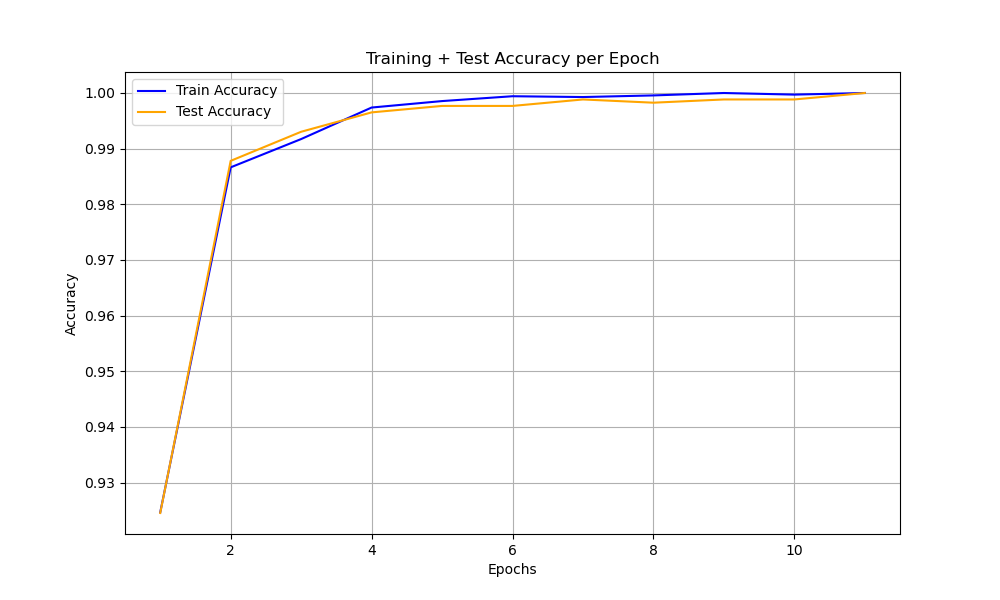 Training + Test Accuracy per Epoch
Train Accuracy
Test Accuracy
1.00
0.99
0.98
0.97
0.96
0.95
0.94
0.93
Accuracy
2 4 6 8 10
Epochs